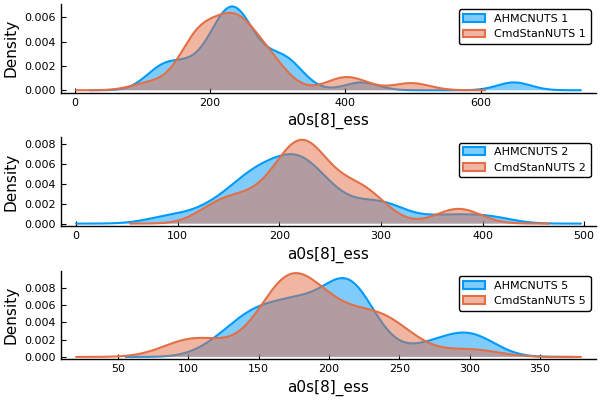 Density
0.006
0.004
0.002
0.000
AHMCNUTS 1
CmdStanNUTS 1
0 200 400 600
a0s[8]_ess
Density
0.008
0.006
0.004
0.002
0.000
AHMCNUTS 2
CmdStanNUTS 2
0 100 200 300 400 500
a0s[8]_ess
Density
0.008
0.006
0.004
0.002
0.000
AHMCNUTS 5
CmdStanNUTS 5
50 100 150 200 250 300 350
a0s[8]_ess